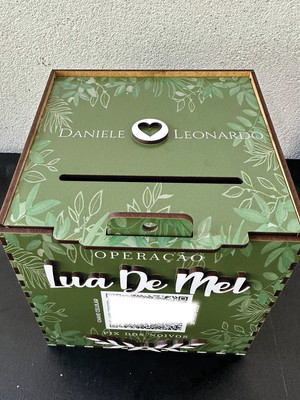 DANIELE LEONARDO
OPERAÇÃO
Lua De Mel
PIX DOS NOIVOS